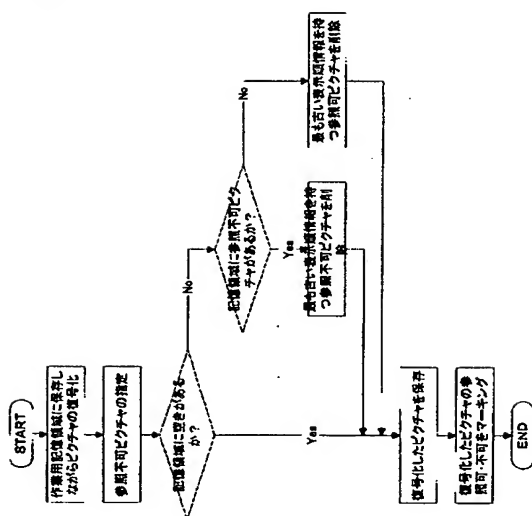 START
作業用記憶領域に保存し
ながらピクチャの復号化
参照不可ピクチャの指定
記憶領域に空きがある
か?
No
記憶領域に参照不可ピク
チャがあるか?
No
Yes
最も古い表示順情報を持
つ参照不可ピクチャを削
除
最も古い表示順情報を持
つ参照可ピクチャを削除
Yes
復号化したピクチャを保存
復号化したピクチャの参
照可・不可をマーキング
END